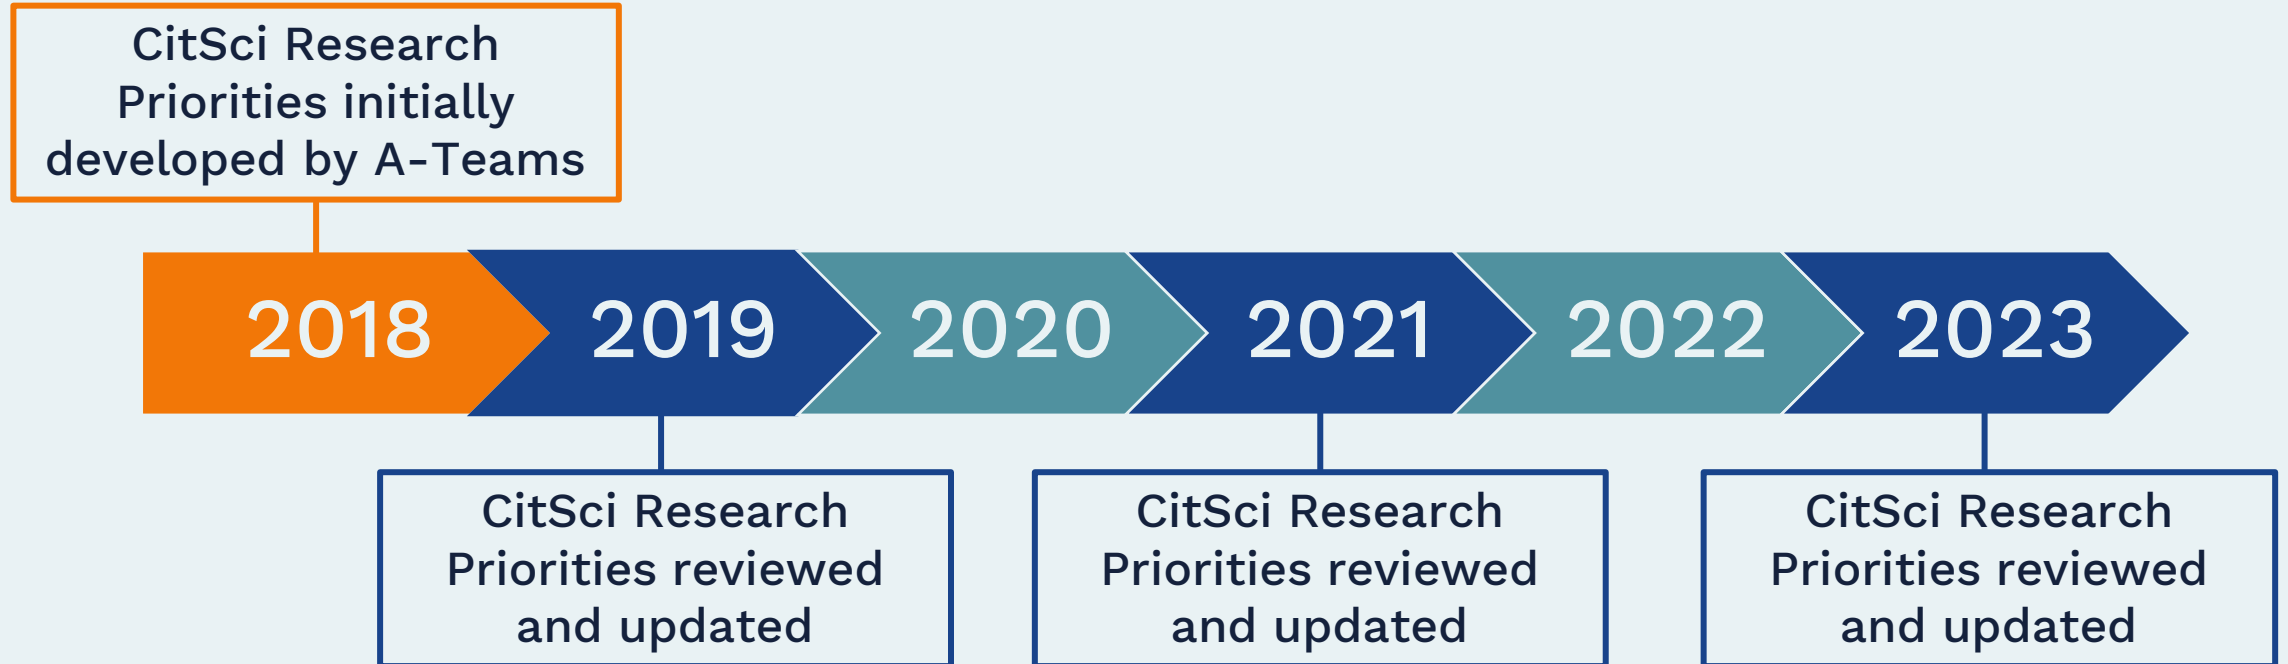 CitSci Research
Priorities initially
developed by A-Teams
2018
2019
2020
2021
2022
2023
CitSci Research
Priorities reviewed
and updated
CitSci Research
Priorities reviewed
and updated
CitSci Research
Priorities reviewed
and updated